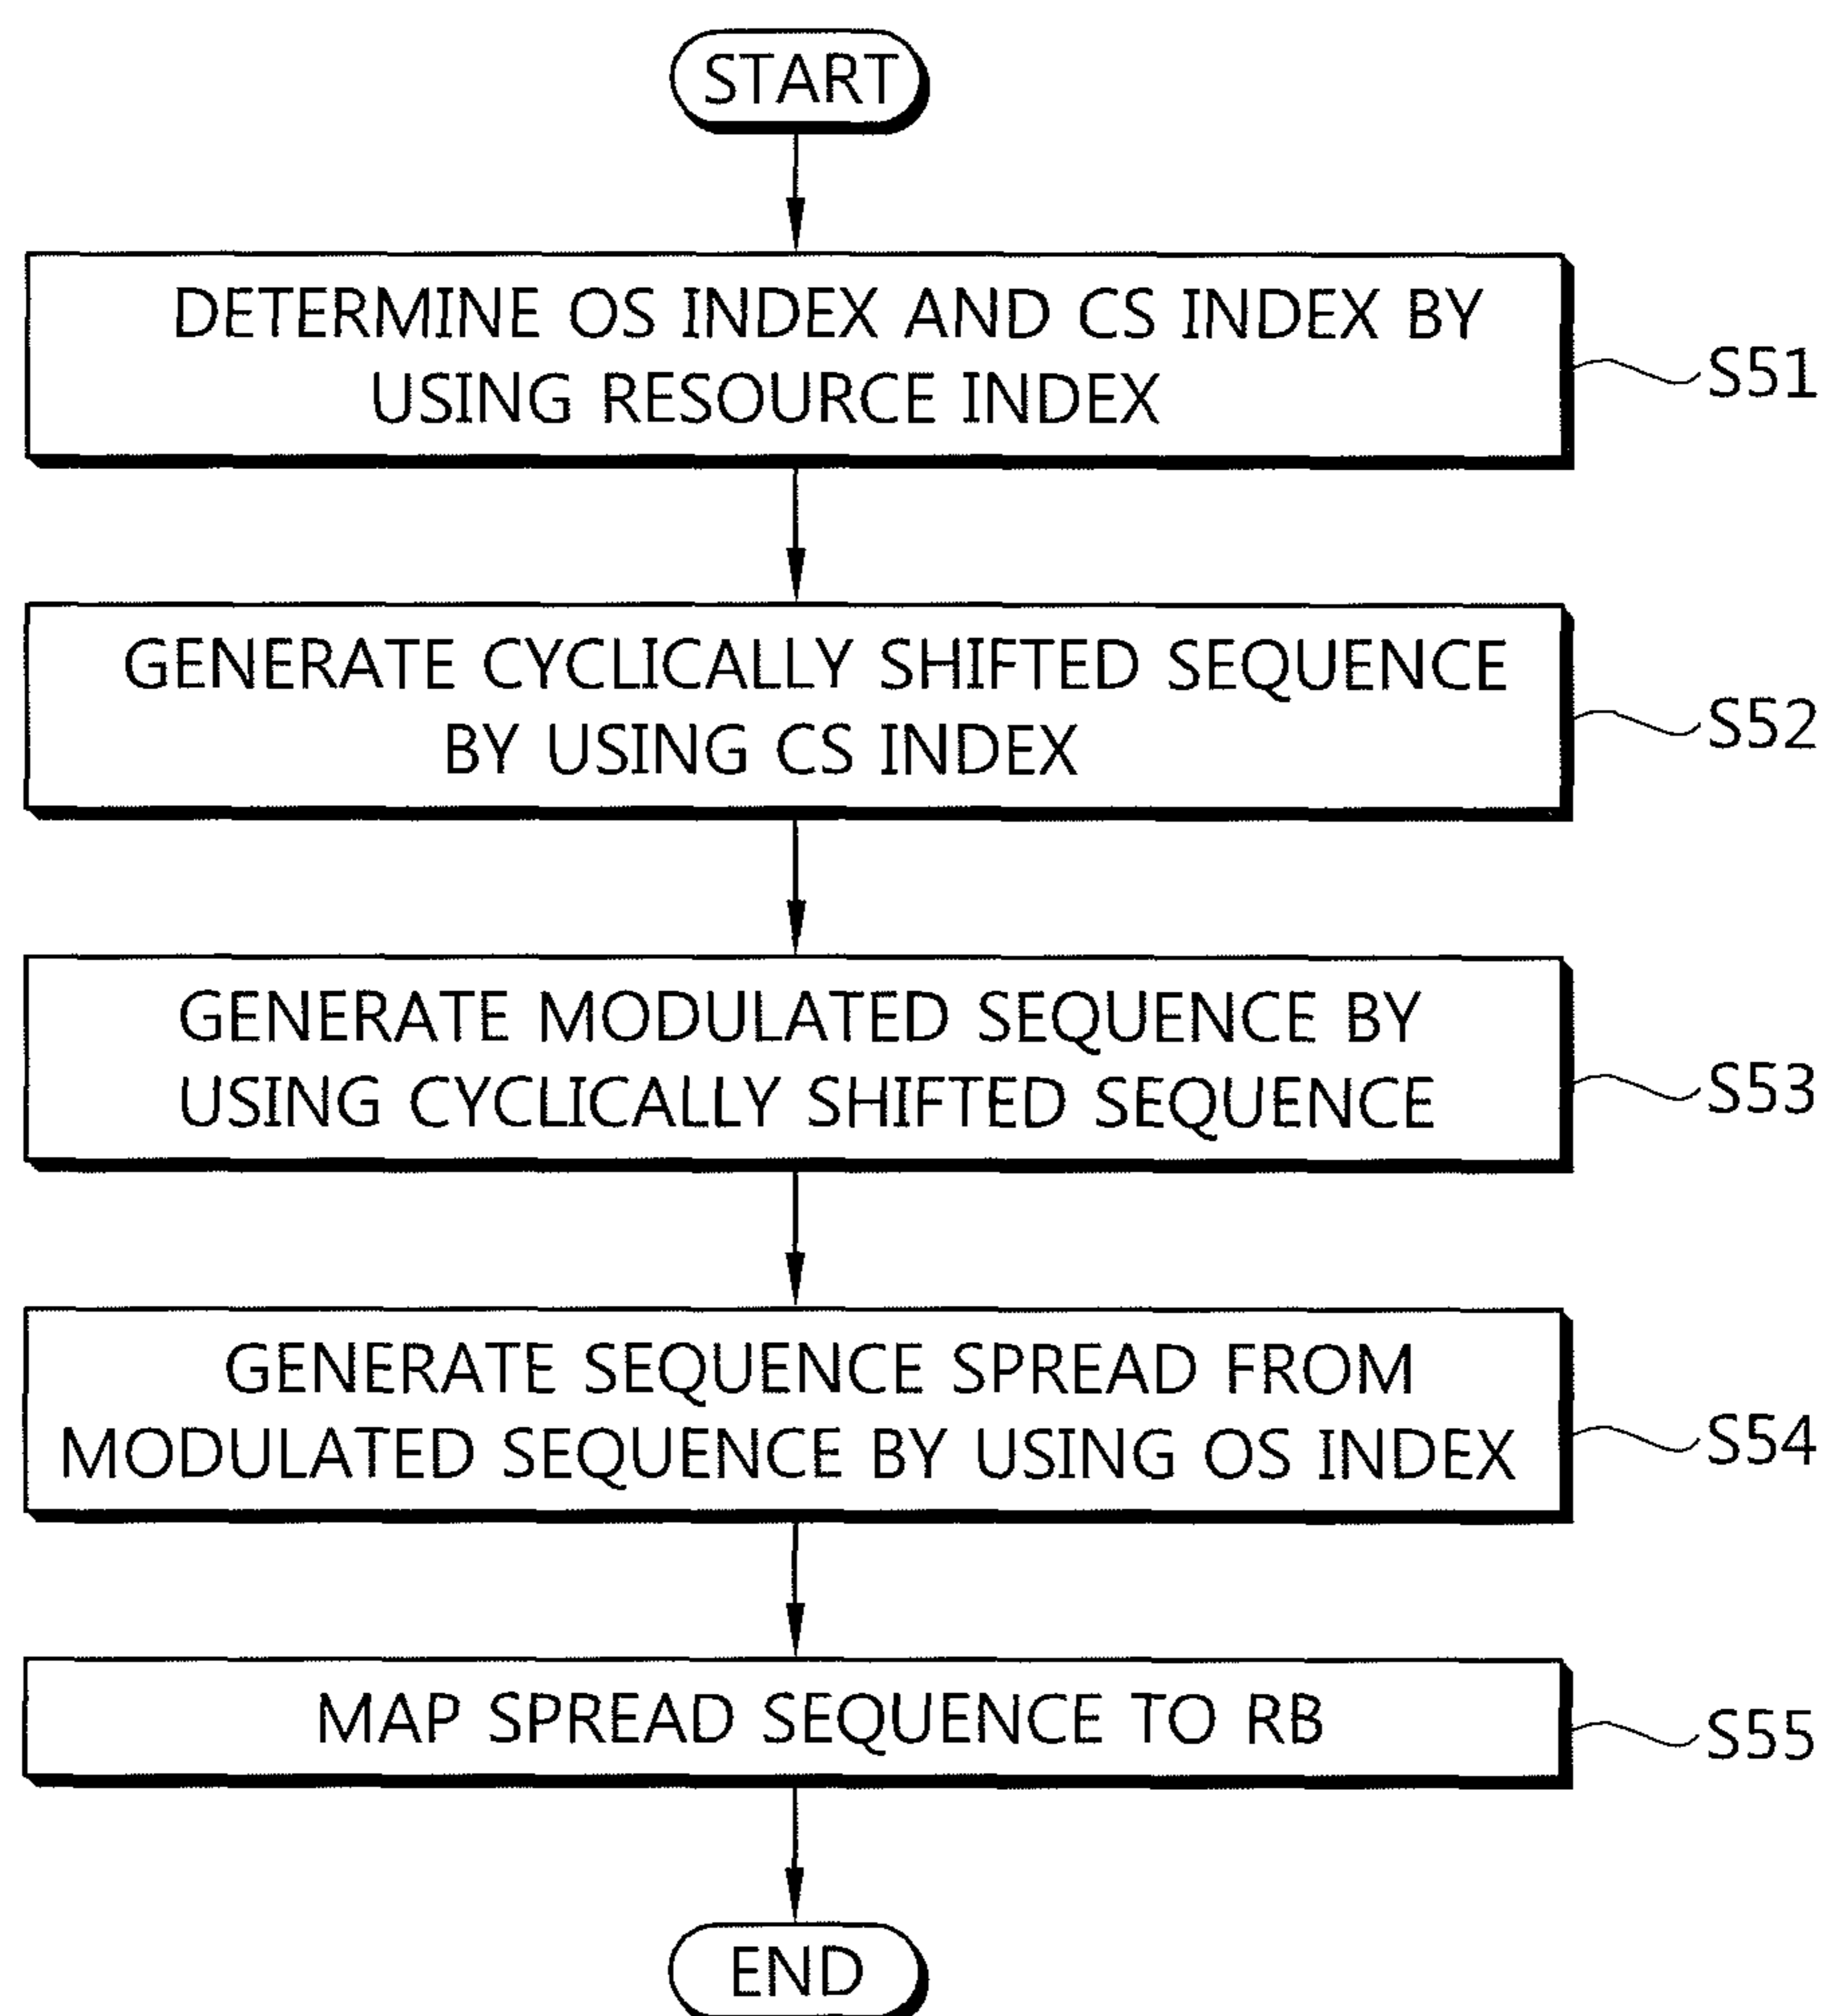 START
DETERMINE OS INDEX AND CS INDEX BY
USING RESOURCE INDEX
S51
GENERATE CYCLICALLY SHIFTED SEQUENCE
BY USING CS INDEX
S52
GENERATE MODULATED SEQUENCE BY
USING CYCLICALLY SHIFTED SEQUENCE
S53
GENERATE SEQUENCE SPREAD FROM
MODULATED SEQUENCE BY USING OS INDEX
S54
MAP SPREAD SEQUENCE TO RB
S55
END